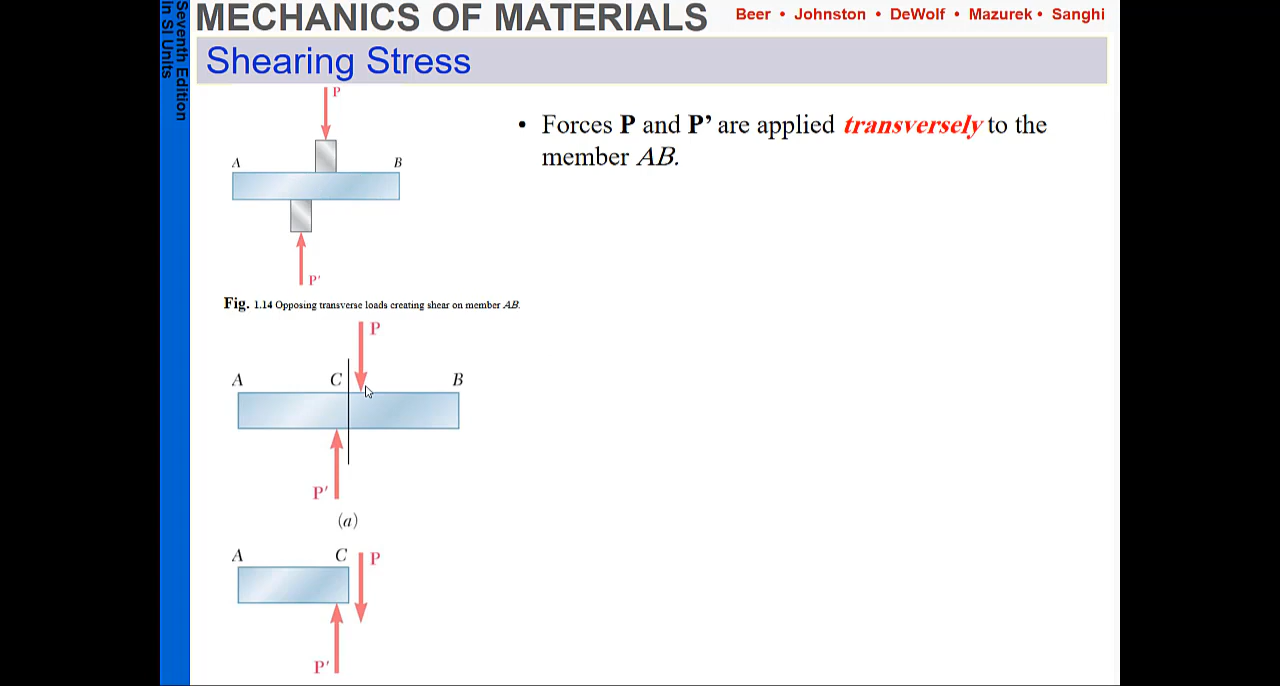 MECHANICS OF MATERIALS
Beer • Johnston • DeWolf • Mazurek • Sanghi
Seventh Edition
in SI Units
Shearing Stress
P
A
B
P'
Fig. 1.14 Opposing transverse loads creating shear on member AB.
• Forces P and P’ are applied transversely to the
member AB.
P
A
C
B
P'
(a)
A
C
P
P'